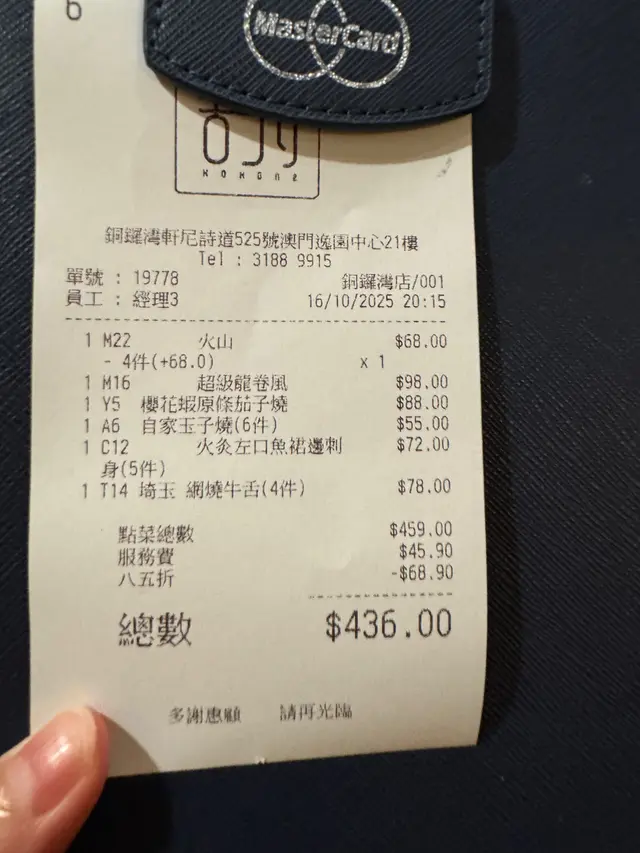 6
MasterCard
KOKONE
銅鑼灣軒尼詩道525號澳門逸園中心21樓
Tel : 3188 9915
單號 : 19778 銅鑼灣店/001
員工 : 經理3 16/10/2025 20:15
1 M22 火山 $68.00
- 4件(+68.0) x 1
1 M16 超級龍卷風 $98.00
1 Y5 櫻花蝦原條茄子燒 $88.00
1 A6 自家玉子燒(6件) $55.00
1 C12 火灸左口魚裙邊刺 $72.00
身(5件)
1 T14 埼玉 網燒牛舌(4件) $78.00
點菜總數 $459.00
服務費 $45.90
八五折 -$68.90
總數 $436.00
多謝惠顧 請再光臨